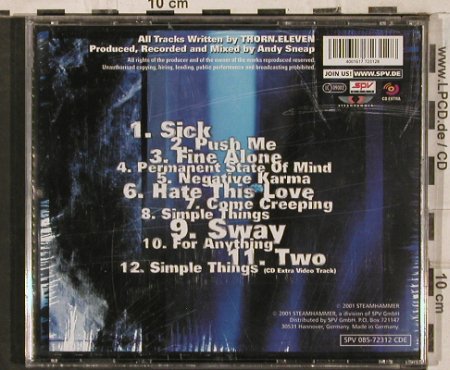 10 cm
All Tracks Written by THORN.ELEVEN
Produced, Recorded and Mixed by Andy Sneap
All rights of the producer and of the owner of the works reproduced reserved.
Unauthorised copying, hiring, lending, public performance and broadcasting prohibited.
JOIN US! WWW.SPV.DE
SPV
CD EXTRA
1. Sick
2. Push Me
3. Fine Alone
4. Permanent State Of Mind
5. Negative Karma
6. Hate This Love
7. Come Creeping
8. Simple Things
9. Sway
10. For Anything
11. Two
12. Simple Things (CD Extra Video Track)
℗ 2001 STEAMHAMMER
© 2001 STEAMHAMMER, a division of SPV GmbH.
Distributed by SPV GmbH. P.O. Box 721147
30531 Hannover, Germany. Made in Germany.
SPV 085-72312 CDE
www.LPCD.de / CD
10 cm